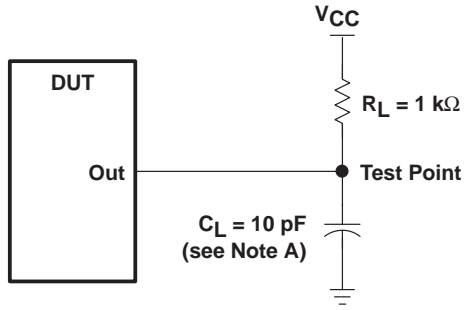 VCC
DUT
RL = 1 kΩ
Out
Test Point
CL = 10 pF
(see Note A)